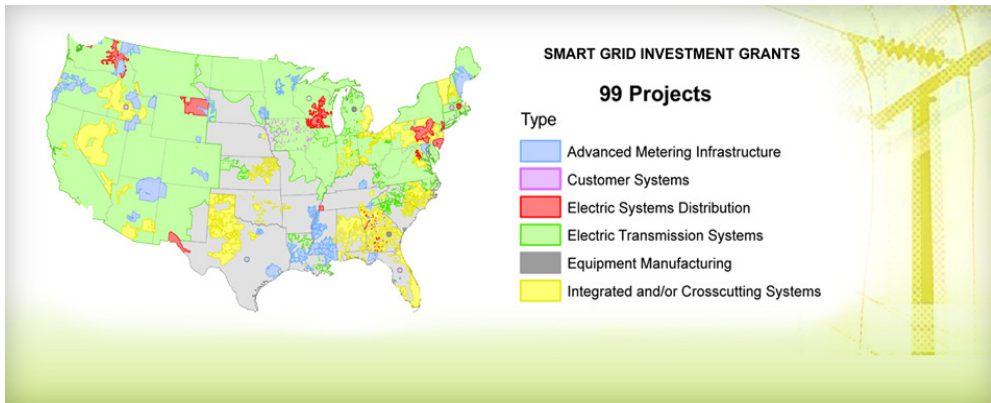 SMART GRID INVESTMENT GRANTS
99 Projects
Type
Advanced Metering Infrastructure
Customer Systems
Electric Systems Distribution
Electric Transmission Systems
Equipment Manufacturing
Integrated and/or Crosscutting Systems